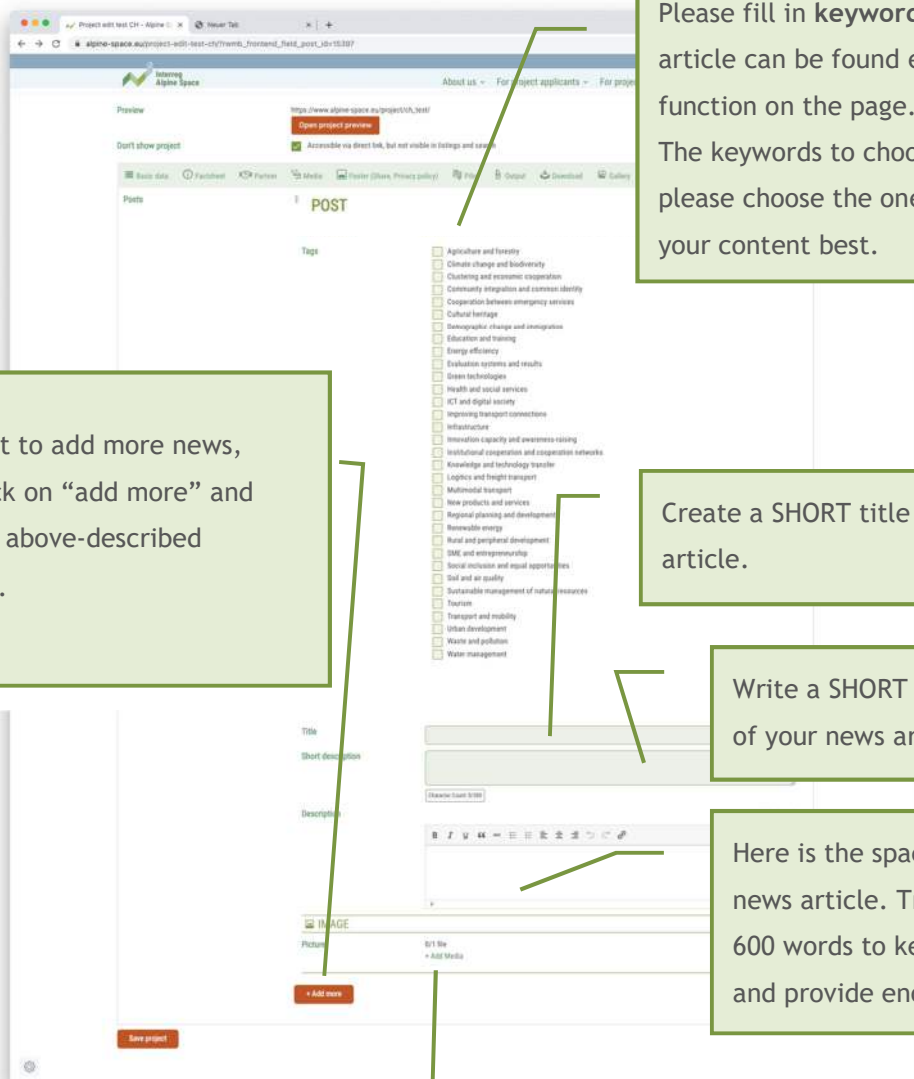 Project edit test CH - Alpine S
Neuer Tab
alpine-space.eu/project-edit-test-ch/?rwmb_frontend_field_post_id=15387
Interreg
Alpine Space
About us
For project applicants
For proje
Preview
https://www.alpine-space.eu/project/ch_test/
Open project preview
Don't show project
Accessible via direct link, but not visible in listings and search
Basic data
Factsheet
Partner
Media
Footer (Share, Privacy policy)
Output
Download
Gallery
Posts
POST
Tags
Agriculture and forestry
Climate change and biodiversity
Clustering and economic cooperation
Community integration and common identity
Cooperation between emergency services
Cultural heritage
Demographic change and immigration
Education and training
Energy efficiency
Evaluation systems and results
Green technologies
Health and social services
ICT and digital society
Improving transport connections
Infrastructure
Innovation capacity and awareness-raising
Institutional cooperation and cooperation networks
Knowledge and technology transfer
Logistics and freight transport
Multimodal transport
New products and services
Regional planning and development
Renewable energy
Rural and peripheral development
SME and entrepreneurship
Social inclusion and equal opportunities
Soil and air quality
Sustainable management of natural resources
Tourism
Transport and mobility
Urban development
Waste and pollution
Water management
Title
Short description
Character Count 0/300
Description
B I U
IMAGE
Picture
0/1 file
+ Add Media
+ Add more
Save project
Please fill in keyword
article can be found e
function on the page.
The keywords to choo
please choose the one
your content best.
t to add more news,
k on “add more” and
above-described
.
Create a SHORT title
article.
Write a SHORT
of your news ar
Here is the spac
news article. T
600 words to ke
and provide eno